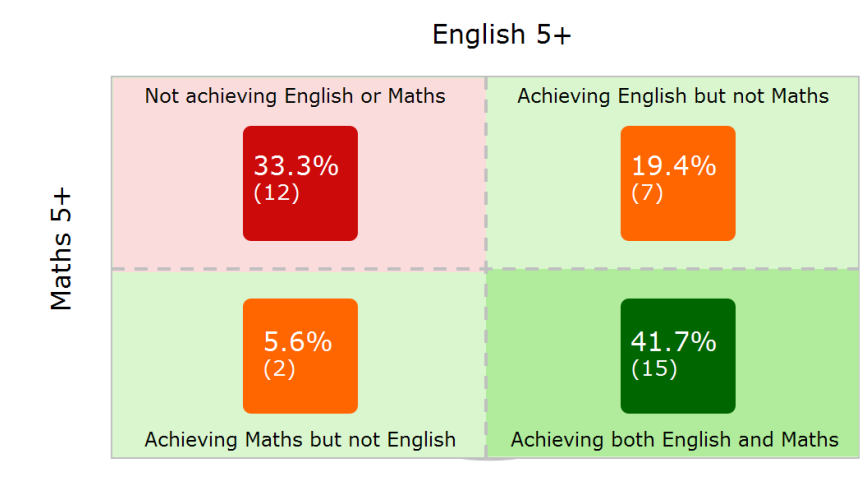 English 5+
Maths 5+
Not achieving English or Maths
33.3%
(12)
Achieving English but not Maths
19.4%
(7)
5.6%
(2)
Achieving Maths but not English
41.7%
(15)
Achieving both English and Maths